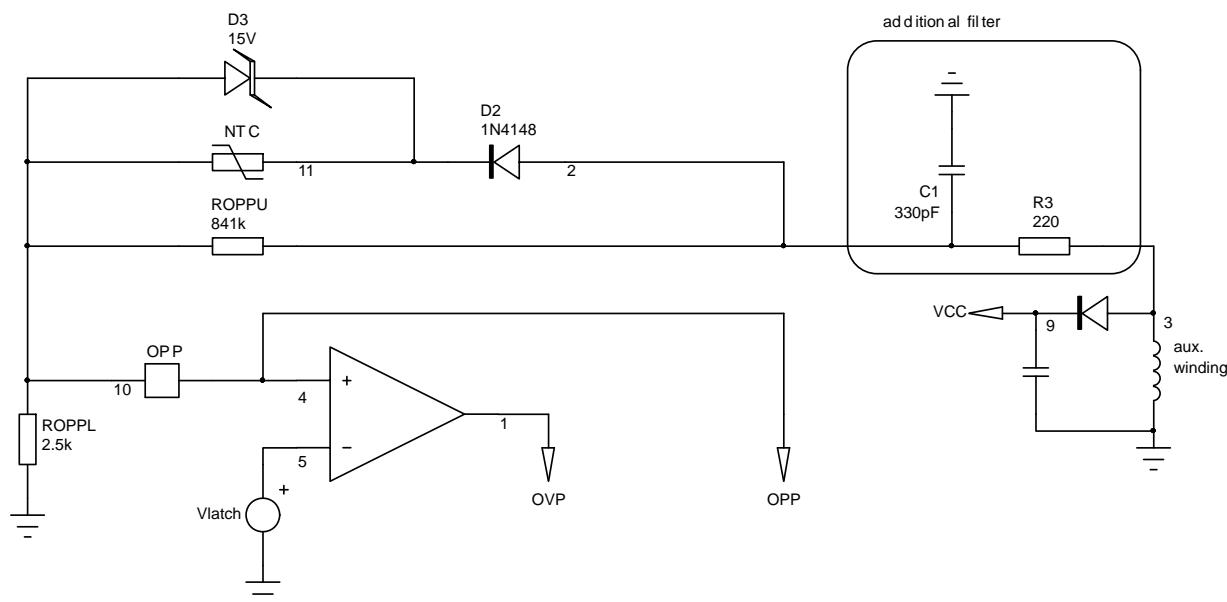 additional filter
D3
15V
D2
1N4148
NTC
11
2
C1
330pF
R3
220
ROPPU
841k
VCC
9
3
aux.
winding
OPP
10
4
+
1
ROPPL
2.5k
5
−
+
Vlatch
OVP
OPP